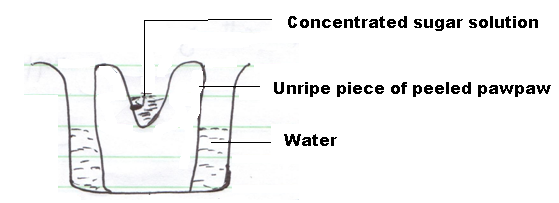 Concentrated sugar solution
Unripe piece of peeled pawpaw
Water